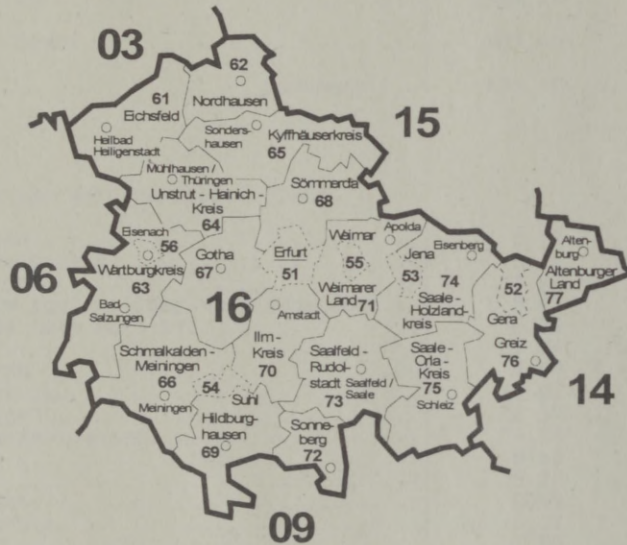 03
62
Nordhausen
61
Eichsfeld
15
Sonders-
hausen
Kyffhäuserkreis
65
Heilbad
Heiligenstadt
Mühlhausen /
Thüringen
Unstrut - Hainich -
Kreis
64
Sömmerda
68
Eisenach
56
Wartburgkreis
63
06
Gotha
67
Erfurt
51
Weimar
55
Weimarer
Land
71
Apolda
Jena
53
Eisenberg
74
Saale -
Holzland-
kreis
52
Gera
Alten-
burg
Altenburger
Land
77
Bad
Salzungen
16
Arnstadt
Ilm-
Kreis
70
Greiz
76
14
Schmalkalden -
Meiningen
66
Meiningen
54
Suhl
Saalfeld -
Rudol-
stadt
73
Saalfeld /
Saale
Saale -
Orla -
Kreis
75
Schleiz
Hildburg-
hausen
69
Sonne-
berg
72
09